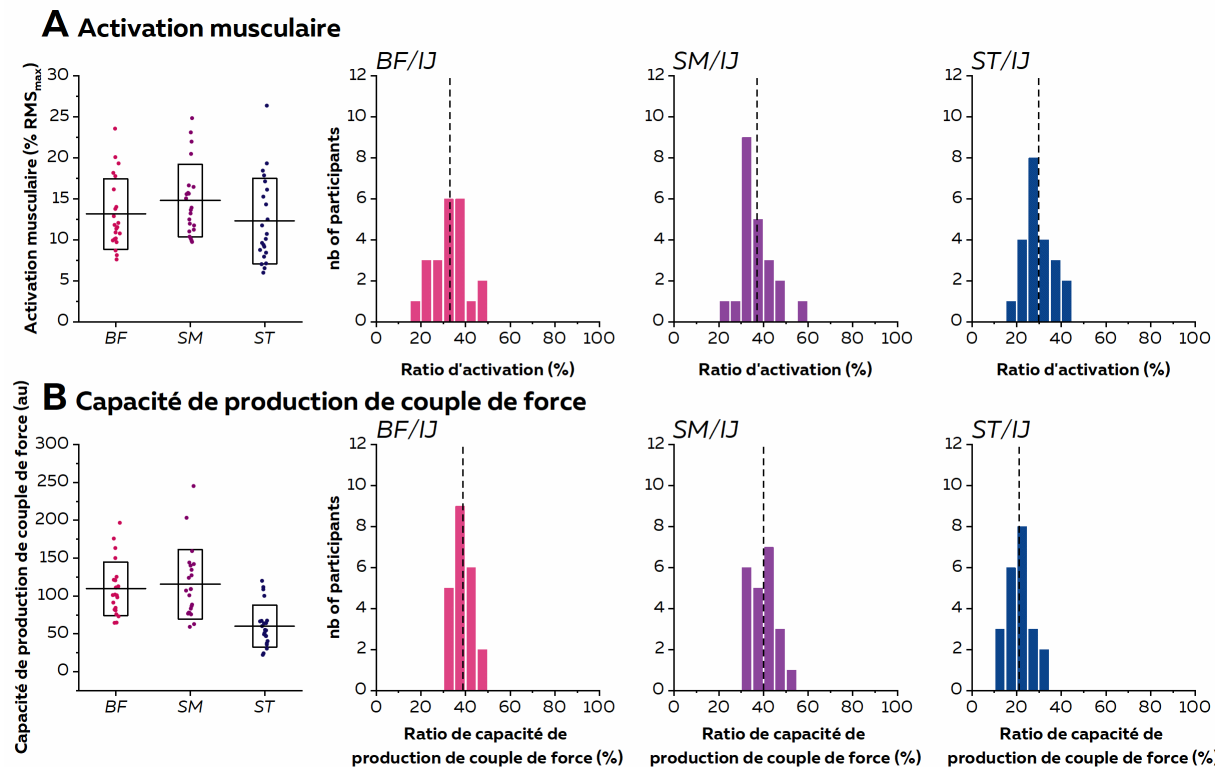 A Activation musculaire
Activation musculaire (% RMSmax)
30
25
20
15
10
5
0
BF
SM
ST
BF/IJ
nb of participants
12
10
8
6
4
2
0
0 20 40 60 80 100
Ratio d'activation (%)
SM/IJ
12
10
8
6
4
2
0
0 20 40 60 80 100
Ratio d'activation (%)
ST/IJ
12
10
8
6
4
2
0
0 20 40 60 80 100
Ratio d'activation (%)
B Capacité de production de couple de force
Capacité de production de couple de force (au)
300
250
200
150
100
50
0
BF
SM
ST
BF/IJ
nb of participants
12
10
8
6
4
2
0
0 20 40 60 80 100
Ratio de capacité de
production de couple de force (%)
SM/IJ
12
10
8
6
4
2
0
0 20 40 60 80 100
Ratio de capacité de
production de couple de force (%)
ST/IJ
12
10
8
6
4
2
0
0 20 40 60 80 100
Ratio de capacité de
production de couple de force (%)